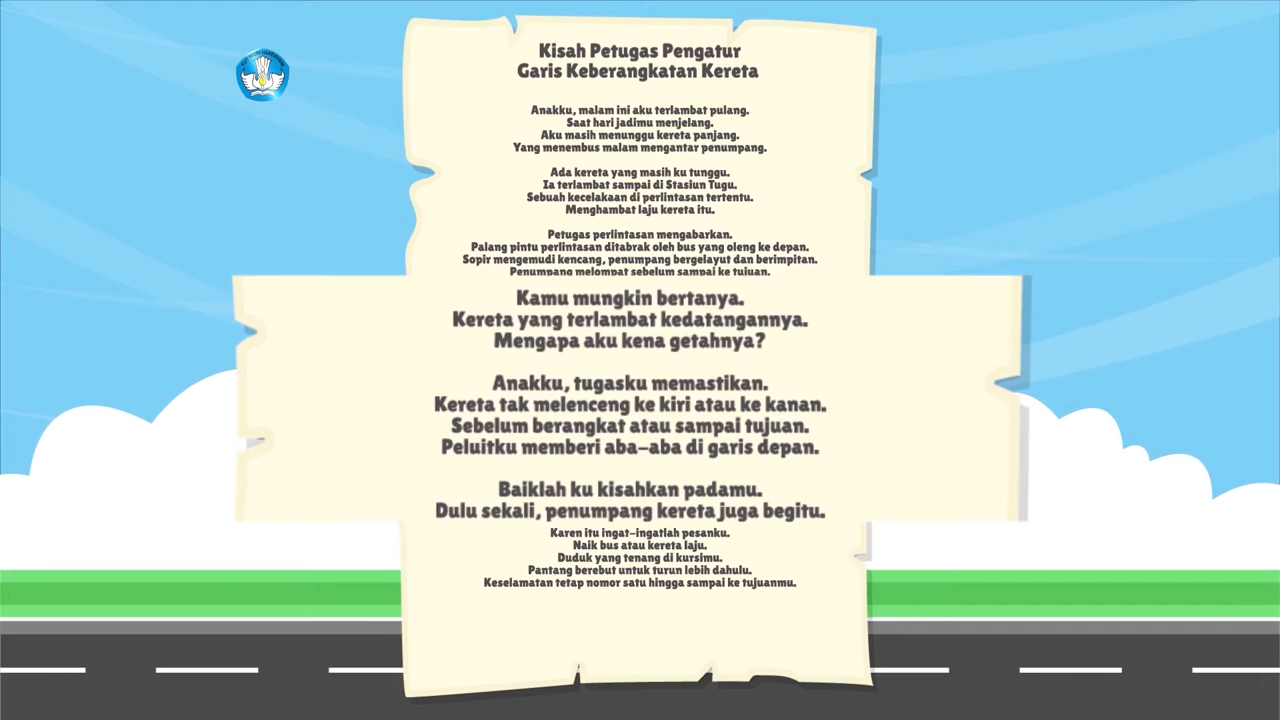 Kisah Petugas Pengatur
Garis Keberangkatan Kereta
Anakku, malam ini aku terlambat pulang.
Saat hari jadimu menjelang.
Aku masih menunggu kereta panjang.
Yang menembus malam mengantar penumpang.
Ada kereta yang masih ku tunggu.
Ia terlambat sampai di Stasiun Tugu.
Sebuah kecelakaan di perlintasan tertentu.
Menghambat laju kereta itu.
Petugas perlintasan mengabarkan.
Palang pintu perlintasan ditabrak oleh bus yang oleng ke depan.
Sopir mengemudi kencang, penumpang bergelayut dan berimpitan.
Penumpang melompat sebelum sampai ke tujuan.
Kamu mungkin bertanya.
Kereta yang terlambat kedatangannya.
Mengapa aku kena getahnya?
Anakku, tugasku memastikan.
Kereta tak melenceng ke kiri atau ke kanan.
Sebelum berangkat atau sampai tujuan.
Peluitku memberi aba-aba di garis depan.
Baiklah ku kisahkan padamu.
Dulu sekali, penumpang kereta juga begitu.
Karen itu ingat-ingatlah pesanku.
Naik bus atau kereta laju.
Duduk yang tenang di kursimu.
Pantang berebut untuk turun lebih dahulu.
Keselamatan tetap nomor satu hingga sampai ke tujuanmu.